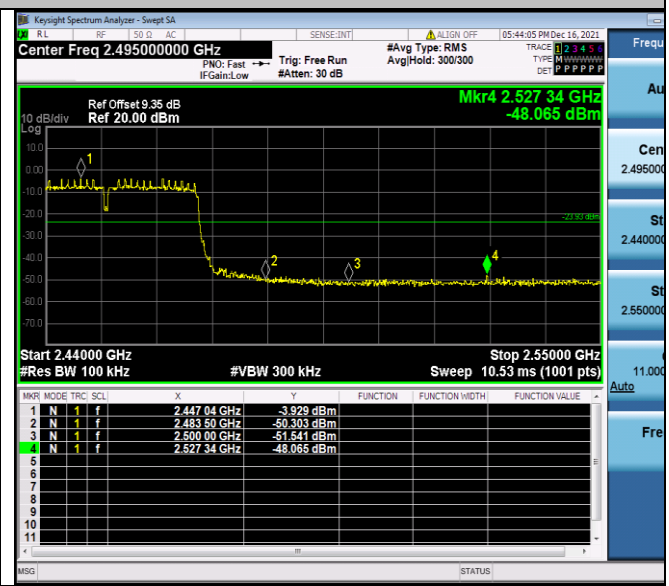 Keysight Spectrum Analyzer - Swept SA
RL RF 50 Ω AC SENSE:INT ALIGN OFF 05:44:05 PM Dec 16, 2021
Center Freq 2.495000000 GHz #Avg Type: RMS TRACE 1 2 3 4 5 6
PNO: Fast Trig: Free Run Avg|Hold: 300/300 TYPE M W W W W W
IFGain:Low #Atten: 30 dB DET P P P P P P
Frequ
Mkr4 2.527 34 GHz
-48.065 dBm
Ref Offset 9.35 dB
10 dB/div Ref 20.00 dBm
Log
10.0
0.00
-10.0
-20.0
-30.0
-40.0
-50.0
-60.0
-70.0
1
2
3
4
-23.93 dBm
Start 2.44000 GHz Stop 2.55000 GHz
#Res BW 100 kHz #VBW 300 kHz Sweep 10.53 ms (1001 pts)
MKR MODE TRC SCL X Y FUNCTION FUNCTION WIDTH FUNCTION VALUE
1 N 1 f 2.447 04 GHz -3.929 dBm
2 N 1 f 2.483 50 GHz -50.303 dBm
3 N 1 f 2.500 00 GHz -51.541 dBm
4 N 1 f 2.527 34 GHz -48.065 dBm
5
6
7
8
9
10
11
MSG STATUS
Au
Cen
2.495000
St
2.440000
St
2.550000
11.000
Auto
Fre